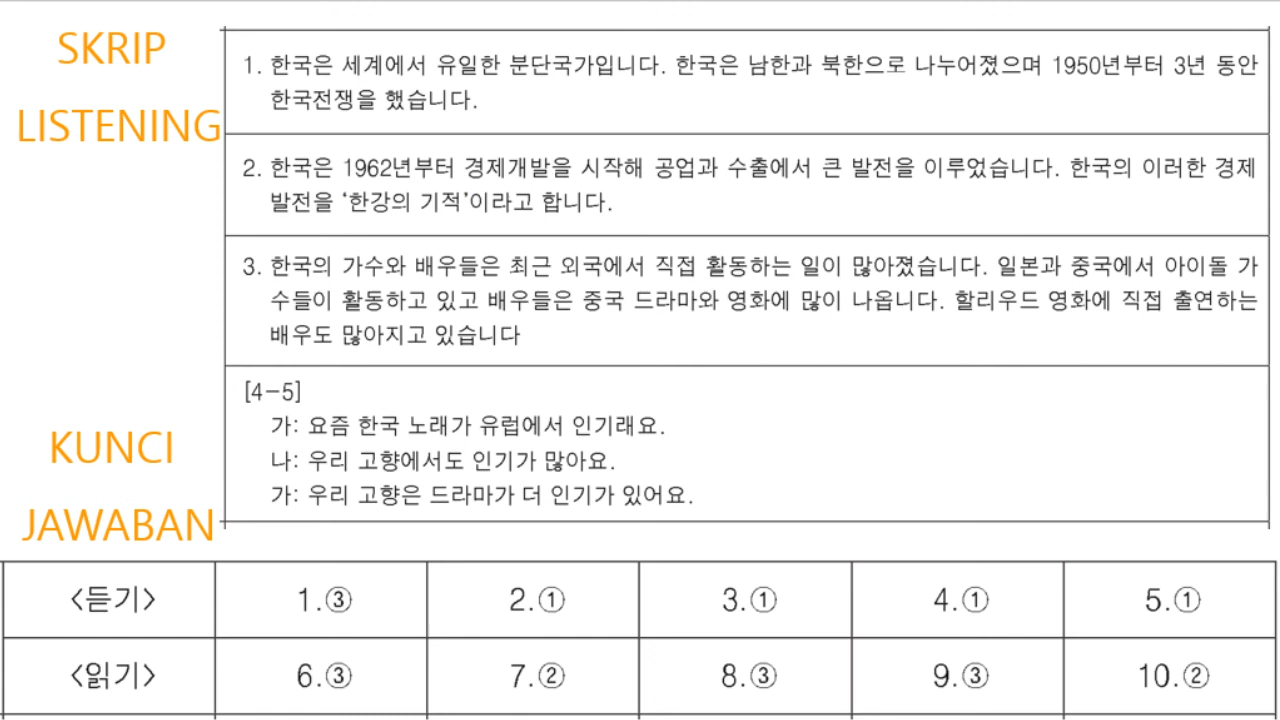 SKRIP
LISTENING
1. 한국은 세계에서 유일한 분단국가입니다. 한국은 남한과 북한으로 나누어졌으며 1950년부터 3년 동안
한국전쟁을 했습니다.
2. 한국은 1962년부터 경제개발을 시작해 공업과 수출에서 큰 발전을 이루었습니다. 한국의 이러한 경제
발전을 ‘한강의 기적’이라고 합니다.
3. 한국의 가수와 배우들은 최근 외국에서 직접 활동하는 일이 많아졌습니다. 일본과 중국에서 아이돌 가
수들이 활동하고 있고 배우들은 중국 드라마와 영화에 많이 나옵니다. 할리우드 영화에 직접 출연하는
배우도 많아지고 있습니다
[4-5]
가: 요즘 한국 노래가 유럽에서 인기래요.
나: 우리 고향에서도 인기가 많아요.
가: 우리 고향은 드라마가 더 인기가 있어요.
KUNCI
JAWABAN
<듣기> 1.③ 2.① 3.① 4.① 5.①
<읽기> 6.③ 7.② 8.③ 9.③ 10.②